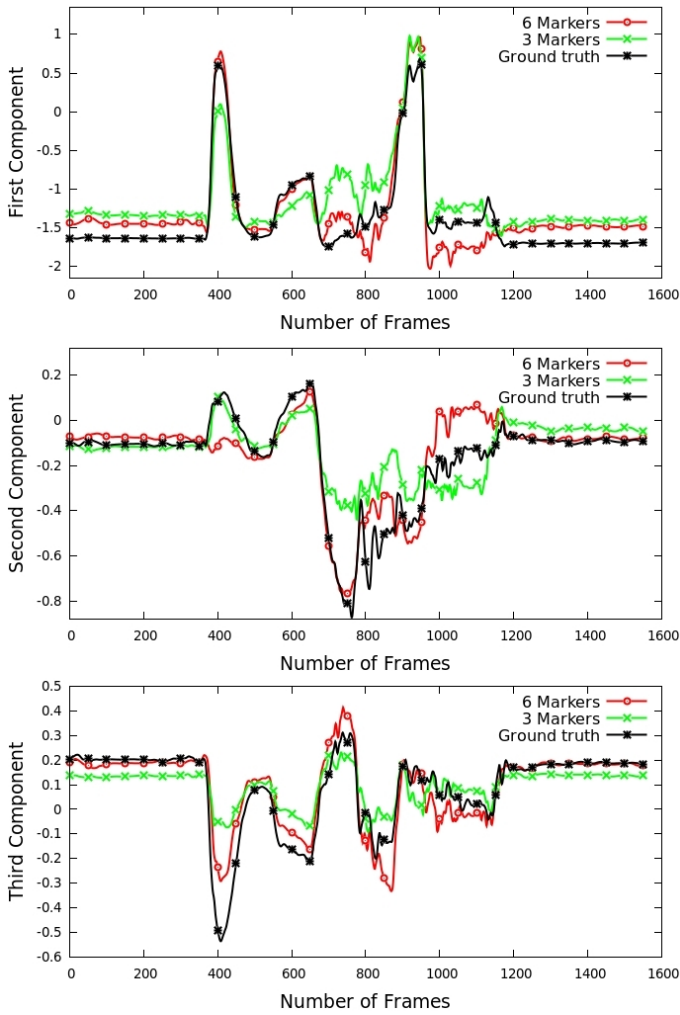 1
0.5
0
-0.5
-1
-1.5
-2
First Component
6 Markers
3 Markers
Ground truth
0 200 400 600 800 1000 1200 1400 1600
Number of Frames
0.2
0
-0.2
-0.4
-0.6
-0.8
Second Component
6 Markers
3 Markers
Ground truth
0 200 400 600 800 1000 1200 1400 1600
Number of Frames
0.5
0.4
0.3
0.2
0.1
0
-0.1
-0.2
-0.3
-0.4
-0.5
-0.6
Third Component
6 Markers
3 Markers
Ground truth
0 200 400 600 800 1000 1200 1400 1600
Number of Frames